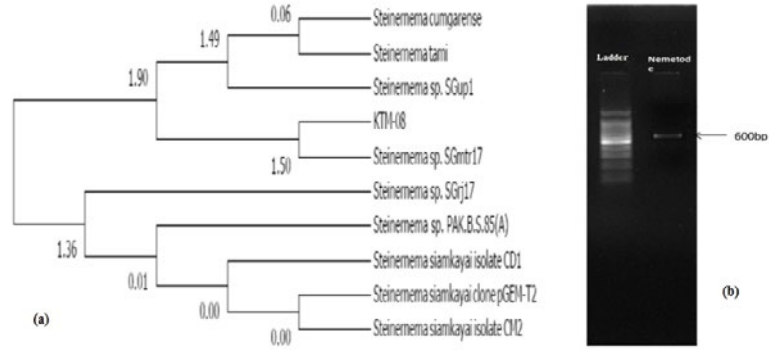 0.06
Steinernema cumgarense
1.49
Steinernema tami
1.90
Steinernema sp. SGup1
KTM-08
1.50
Steinernema sp. SGmtr17
Steinernema sp. SGrj17
1.36
Steinernema sp. PAK.B.S.85(A)
0.01
Steinernema siamkayai isolate CD1
0.00
Steinernema siamkayai clone pGEM-T2
0.00
Steinernema siamkayai isolate CM2
(a)
Ladder
Nemetod
e
600bp
(b)